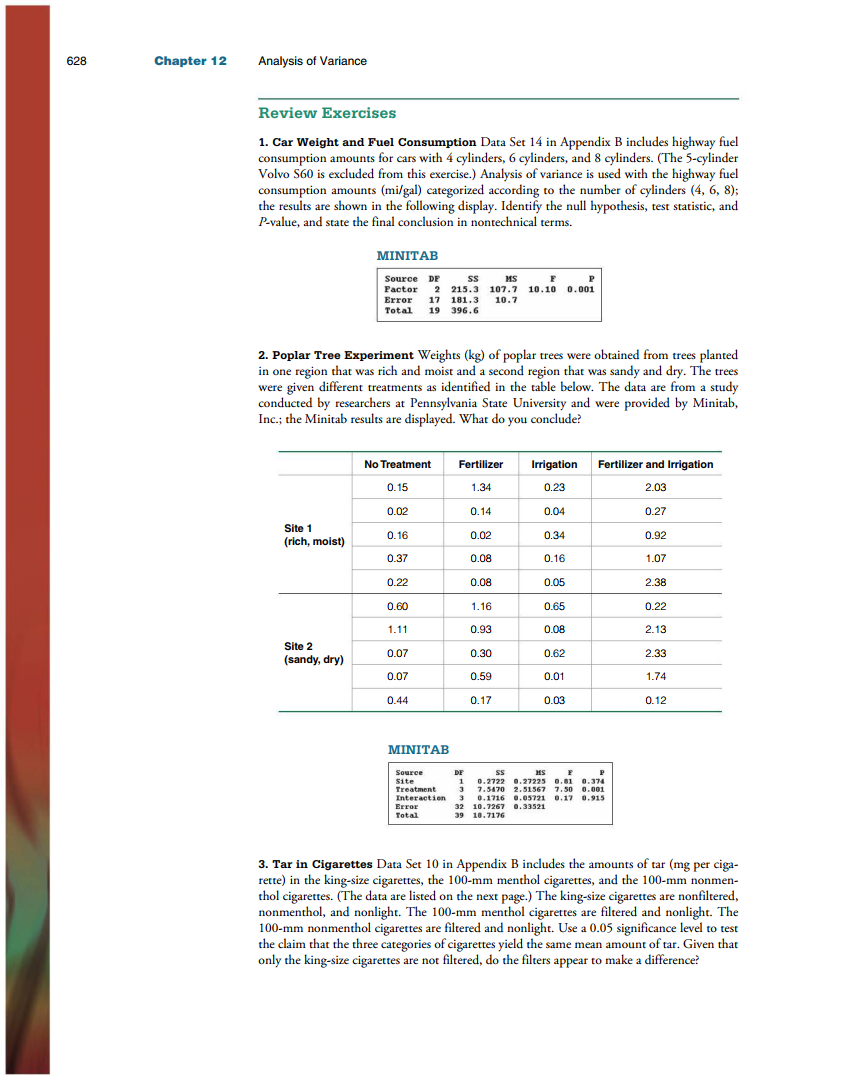 628 Chapter 12 Analysis of Variance
Review Exercises
1. Car Weight and Fuel Consumption Data Set 14 in Appendix B includes highway fuel
consumption amounts for cars with 4 cylinders, 6 cylinders, and 8 cylinders. (The 5-cylinder
Volvo S60 is excluded from this exercise.) Analysis of variance is used with the highway fuel
consumption amounts (mi/gal) categorized according to the number of cylinders (4, 6, 8);
the results are shown in the following display. Identify the null hypothesis, test statistic, and
P-value, and state the final conclusion in nontechnical terms.
MINITAB
Source DF SS MS F P
Factor 2 215.3 107.7 10.10 0.001
Error 17 181.3 10.7
Total 19 396.6
2. Poplar Tree Experiment Weights (kg) of poplar trees were obtained from trees planted
in one region that was rich and moist and a second region that was sandy and dry. The trees
were given different treatments as identified in the table below. The data are from a study
conducted by researchers at Pennsylvania State University and were provided by Minitab,
Inc.; the Minitab results are displayed. What do you conclude?
No Treatment Fertilizer Irrigation Fertilizer and Irrigation
Site 1
(rich, moist)
0.15 1.34 0.23 2.03
0.02 0.14 0.04 0.27
0.16 0.02 0.34 0.92
0.37 0.08 0.16 1.07
0.22 0.08 0.05 2.38
Site 2
(sandy, dry)
0.60 1.16 0.65 0.22
1.11 0.93 0.08 2.13
0.07 0.30 0.62 2.33
0.07 0.59 0.01 1.74
0.44 0.17 0.03 0.12
MINITAB
Source DF SS MS F P
Site 1 0.2722 0.27225 0.81 0.374
Treatment 3 7.5470 2.51567 7.50 0.001
Interaction 3 0.1716 0.05721 0.17 0.915
Error 32 10.7267 0.33521
Total 39 18.7176
3. Tar in Cigarettes Data Set 10 in Appendix B includes the amounts of tar (mg per ciga-
rette) in the king-size cigarettes, the 100-mm menthol cigarettes, and the 100-mm nonmen-
thol cigarettes. (The data are listed on the next page.) The king-size cigarettes are nonfiltered,
nonmenthol, and nonlight. The 100-mm menthol cigarettes are filtered and nonlight. The
100-mm nonmenthol cigarettes are filtered and nonlight. Use a 0.05 significance level to test
the claim that the three categories of cigarettes yield the same mean amount of tar. Given that
only the king-size cigarettes are not filtered, do the filters appear to make a difference?